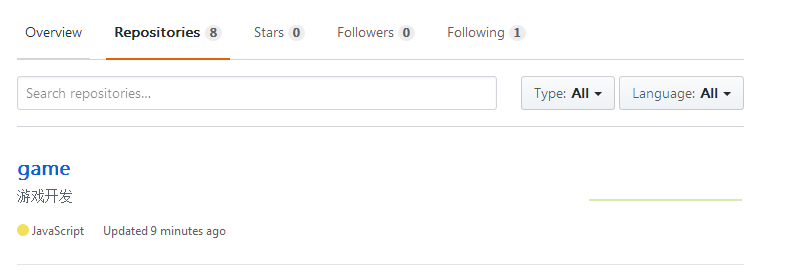 Overview Repositories 8 Stars 0 Followers 0 Following 1
Search repositories... Type: All Language: All
game
游戏开发
JavaScript Updated 9 minutes ago